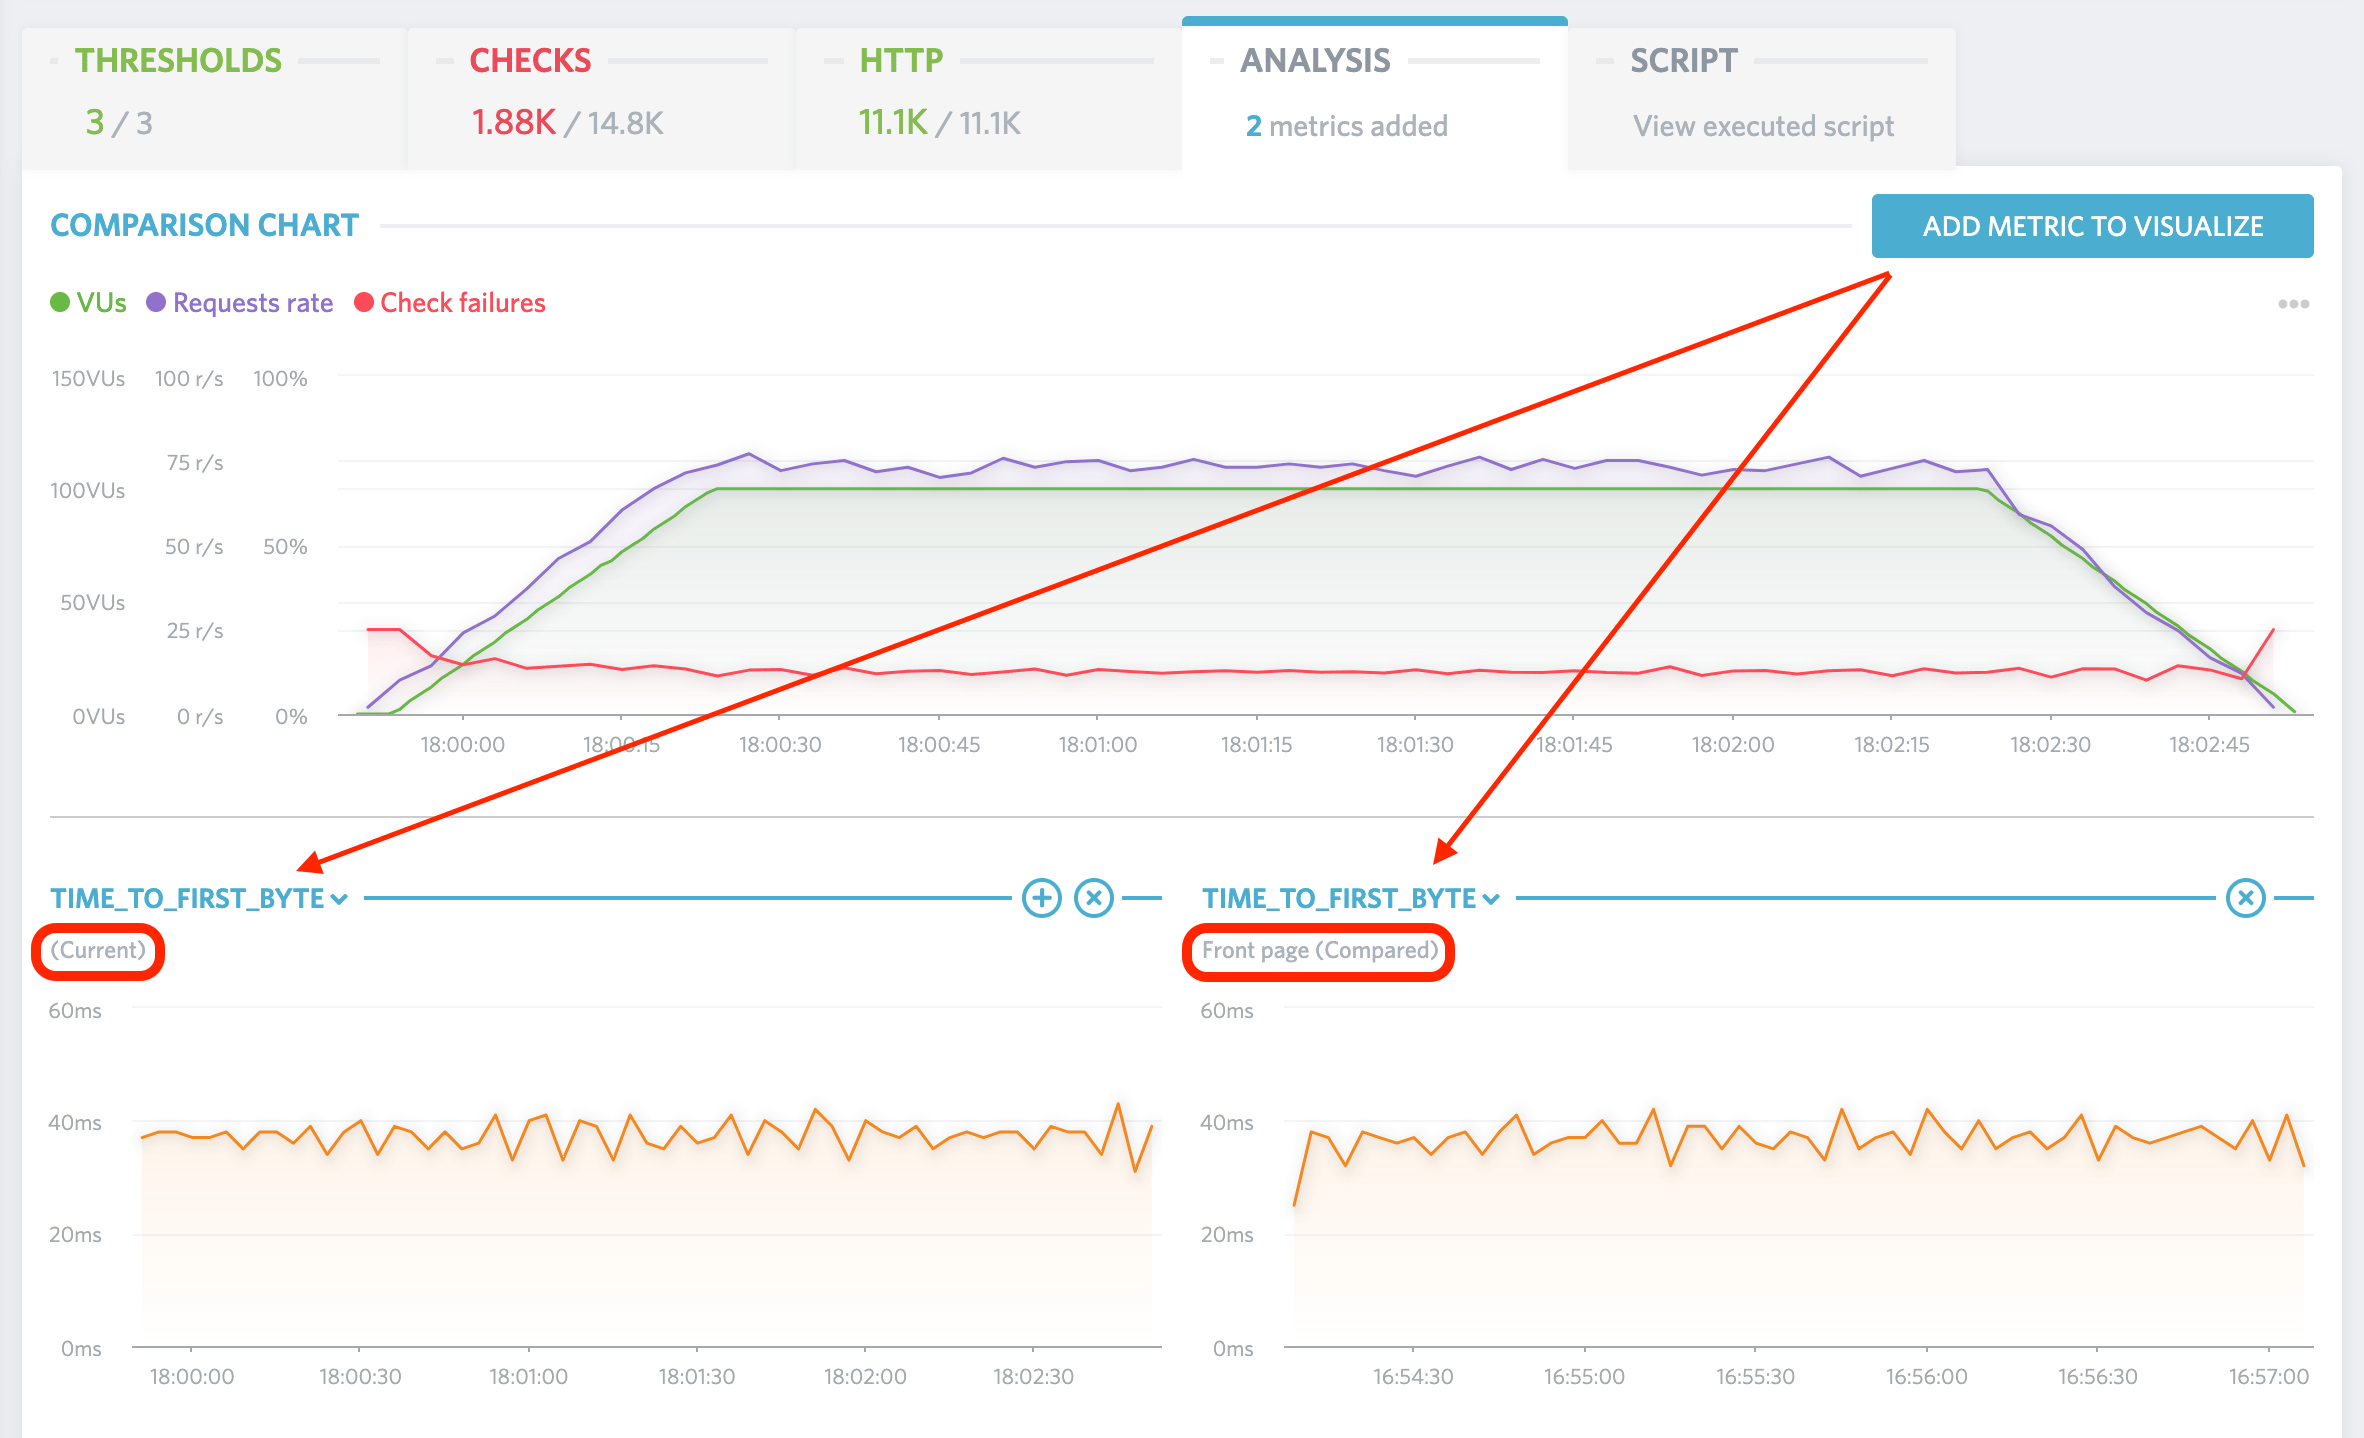 THRESHOLDS
3 / 3
CHECKS
1.88K / 14.8K
HTTP
11.1K / 11.1K
ANALYSIS
2 metrics added
SCRIPT
View executed script
COMPARISON CHART
ADD METRIC TO VISUALIZE
VUs Requests rate Check failures
150VUs 100 r/s 100%
75 r/s
100VUs
50 r/s 50%
50VUs
25 r/s
0VUs 0 r/s 0%
18:00:00 18:00:15 18:00:30 18:00:45 18:01:00 18:01:15 18:01:30 18:01:45 18:02:00 18:02:15 18:02:30 18:02:45
TIME_TO_FIRST_BYTE
(Current)
60ms
40ms
20ms
0ms
18:00:00 18:00:30 18:01:00 18:01:30 18:02:00 18:02:30
TIME_TO_FIRST_BYTE
Front page (Compared)
60ms
40ms
20ms
0ms
16:54:30 16:55:00 16:55:30 16:56:00 16:56:30 16:57:00